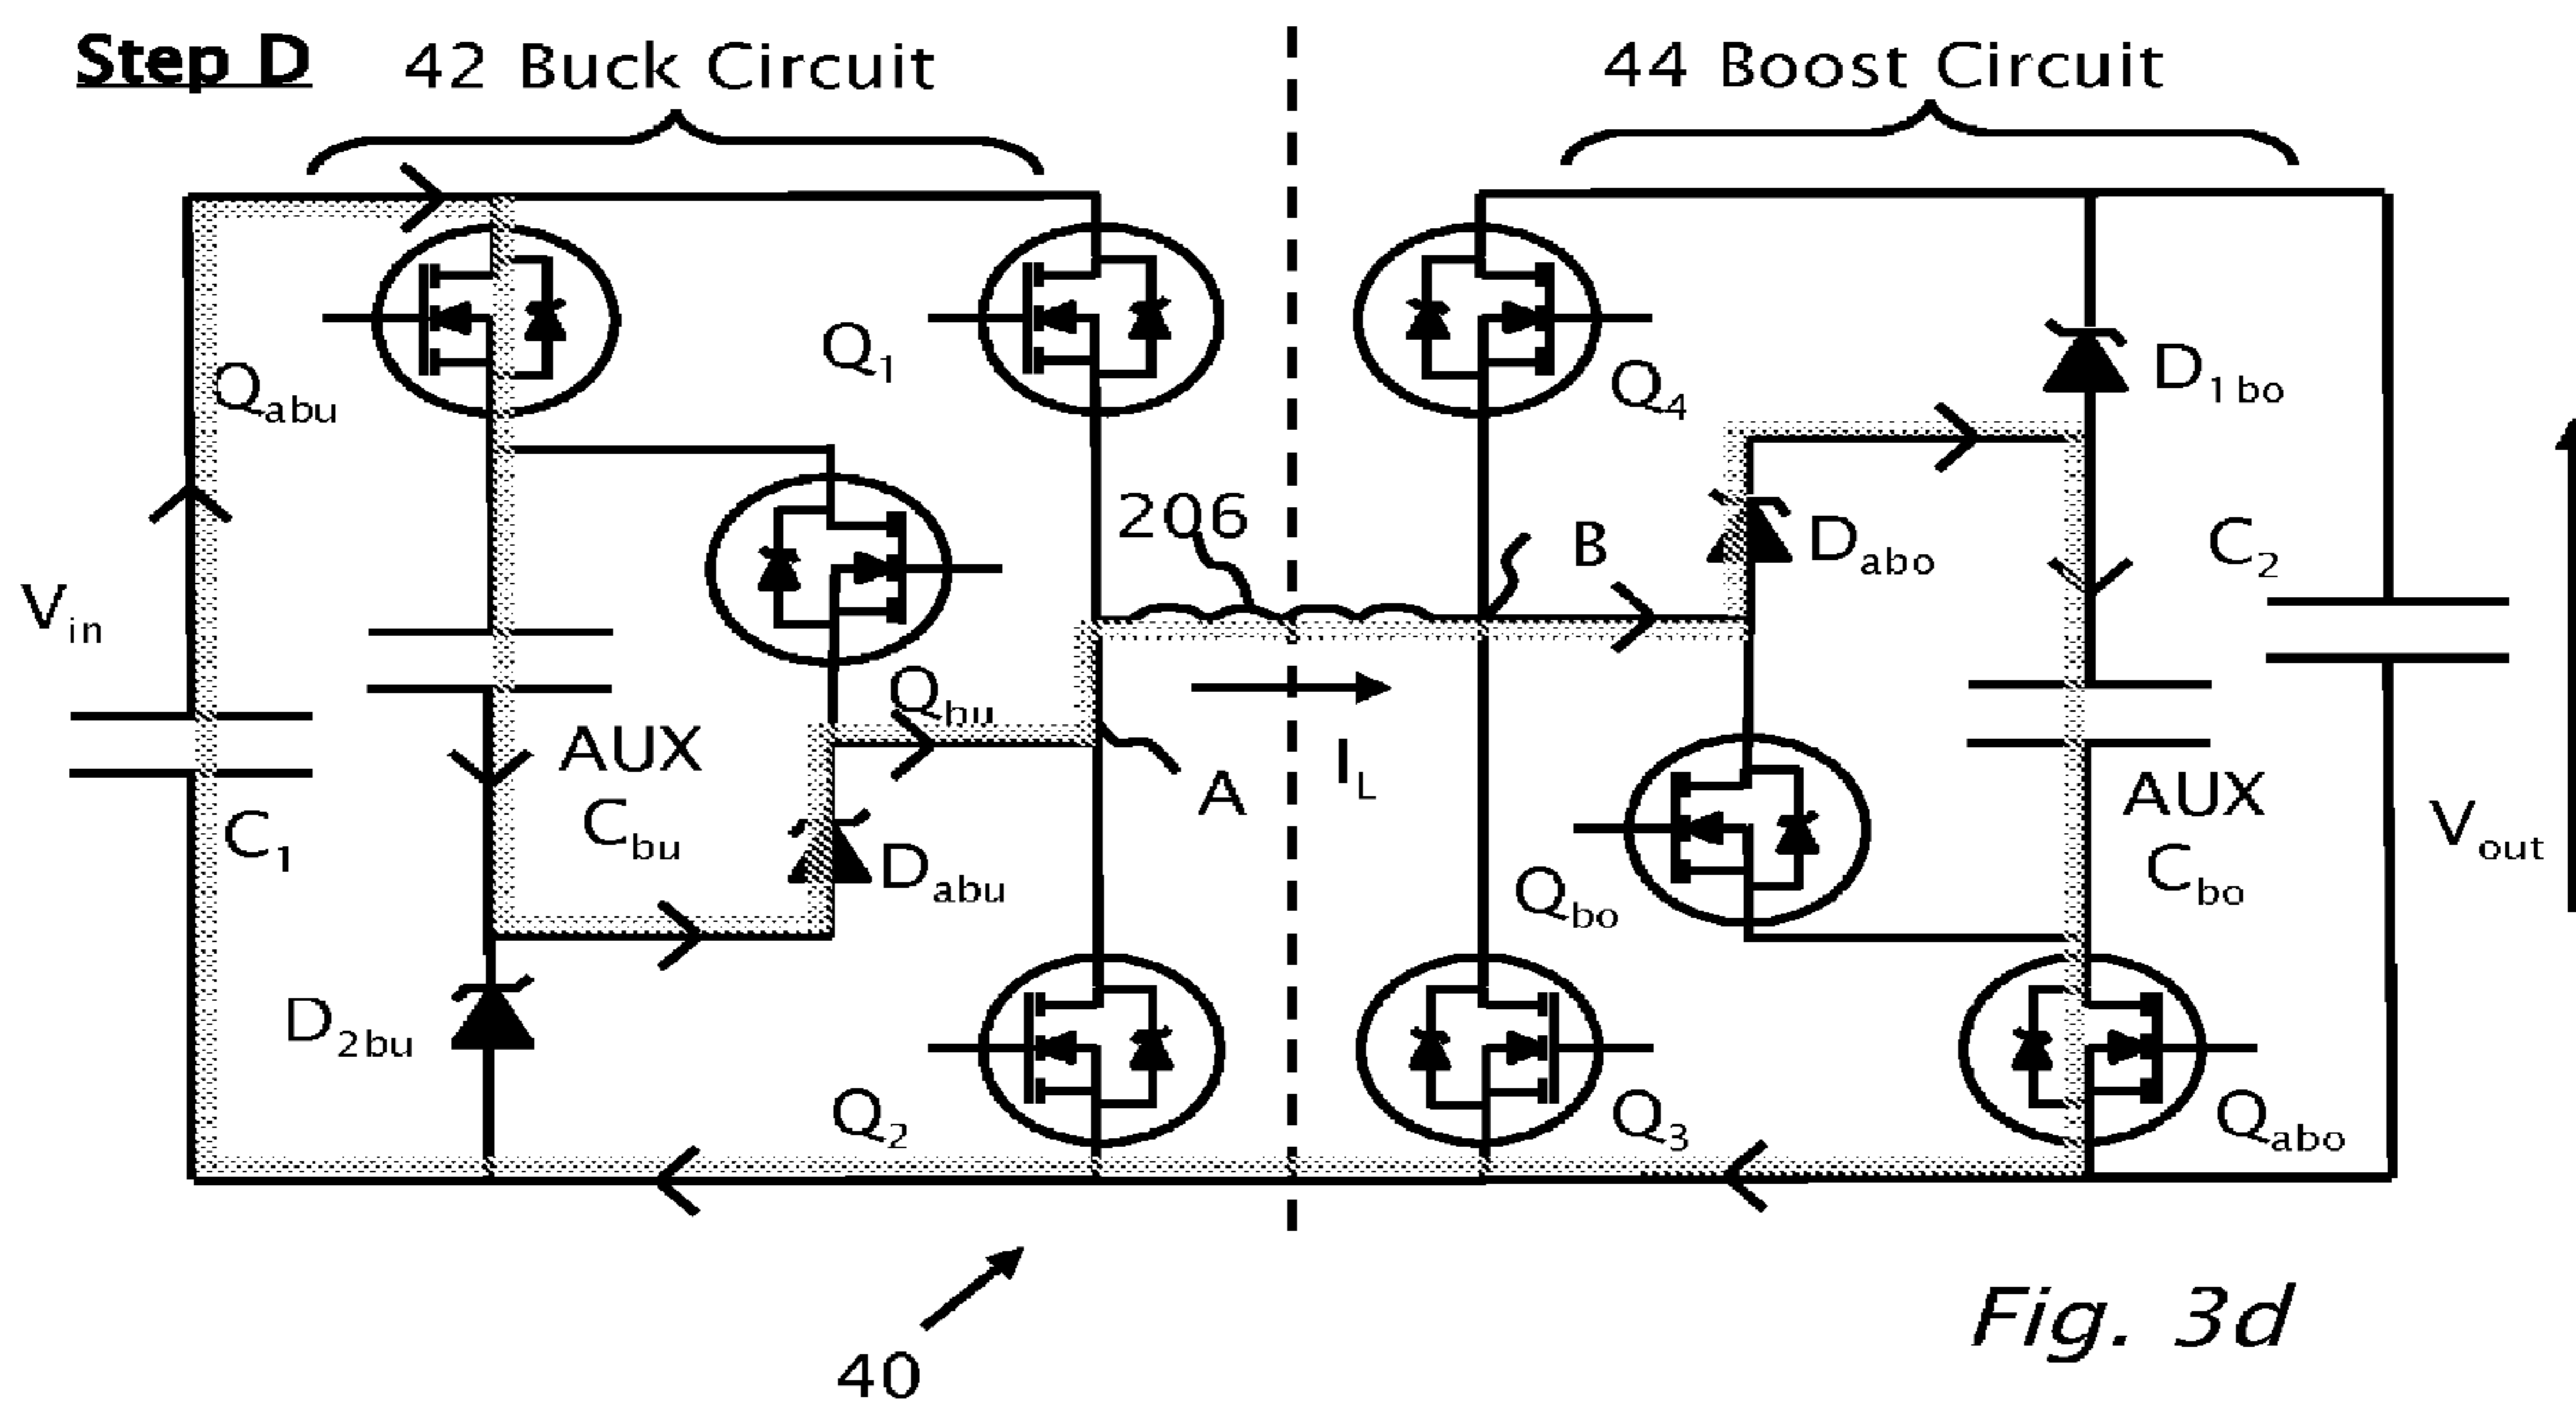 Step D
42 Buck Circuit
44 Boost Circuit
Qabu
Q1
Q4
D1bo
206
B
Dabo
C2
Vin
Qbu
AUX
Cbu
A
IL
C1
Dabu
Qbo
AUX
Cbo
Vout
D2bu
Q2
Q3
Qabo
40
Fig. 3d